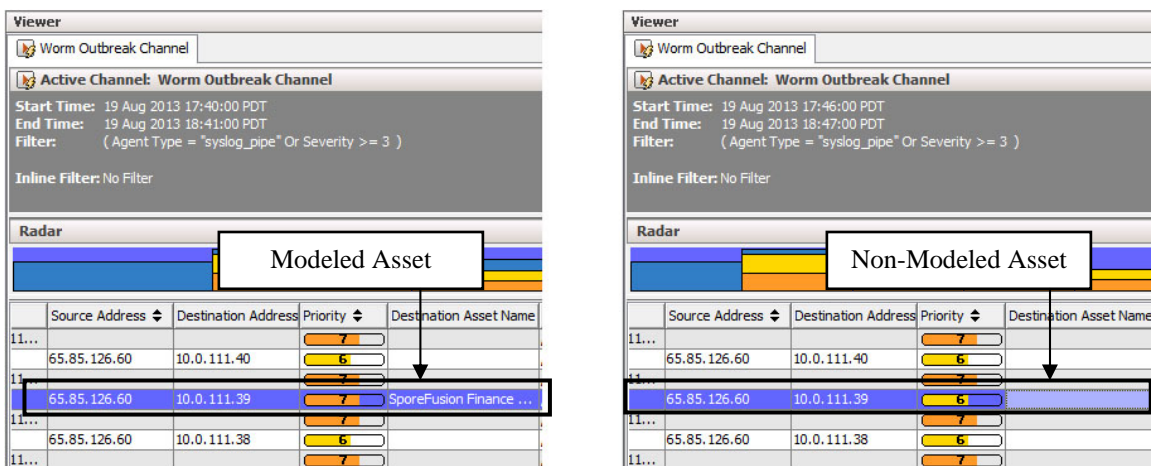 Viewer
Worm Outbreak Channel
Active Channel: Worm Outbreak Channel
Start Time: 19 Aug 2013 17:40:00 PDT
End Time: 19 Aug 2013 18:41:00 PDT
Filter: ( Agent Type = "syslog_pipe" Or Severity >= 3 )
Inline Filter: No Filter
Radar
Modeled Asset
Source Address Destination Address Priority Destination Asset Name
11... 7
65.85.126.60 10.0.111.40 6
11... 7
65.85.126.60 10.0.111.39 7 SporeFusion Finance ...
11... 7
65.85.126.60 10.0.111.38 6
11... 7
Viewer
Worm Outbreak Channel
Active Channel: Worm Outbreak Channel
Start Time: 19 Aug 2013 17:46:00 PDT
End Time: 19 Aug 2013 18:47:00 PDT
Filter: ( Agent Type = "syslog_pipe" Or Severity >= 3 )
Inline Filter: No Filter
Radar
Non-Modeled Asset
Source Address Destination Address Priority Destination Asset Name
11... 7
65.85.126.60 10.0.111.40 6
11... 7
65.85.126.60 10.0.111.39 6
11... 7
65.85.126.60 10.0.111.38 6
11... 7